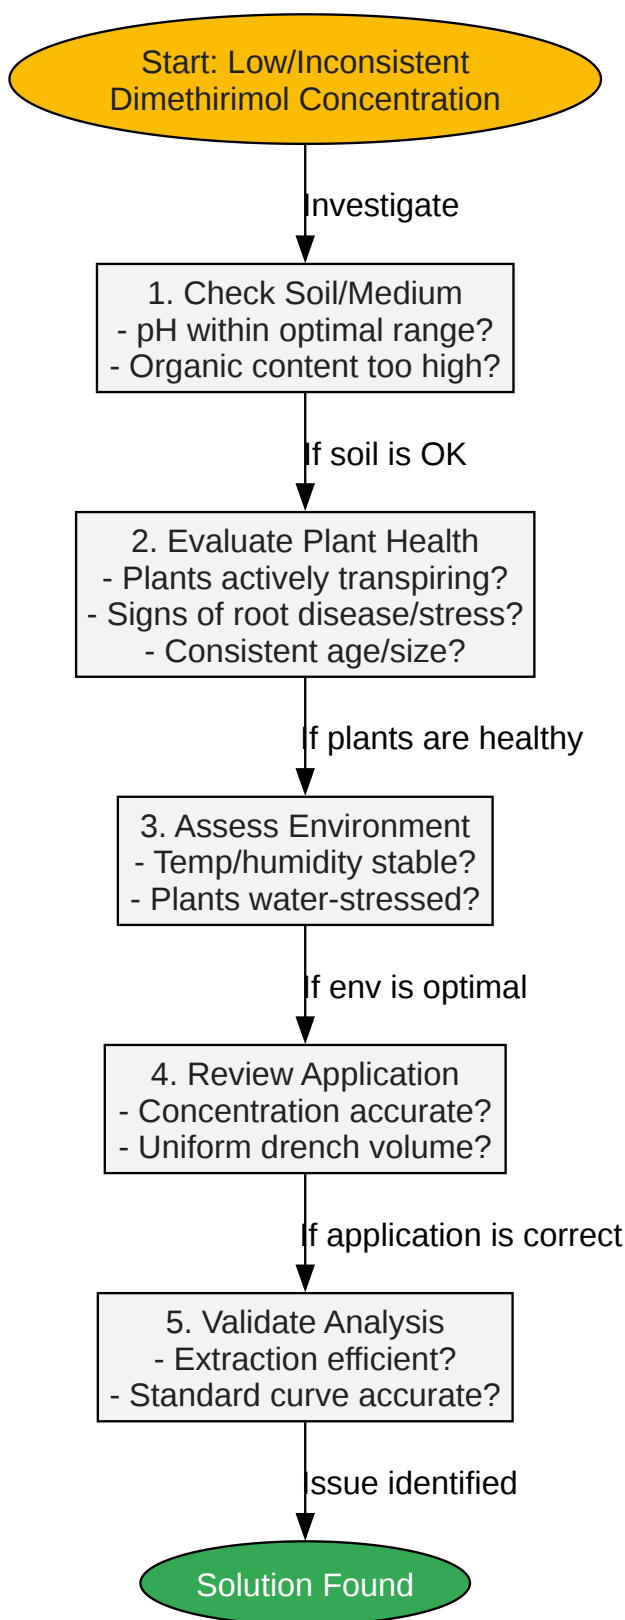 Start: Low/Inconsistent
Dimethirimol Concentration
Investigate
1. Check Soil/Medium
- pH within optimal range?
- Organic content too high?
If soil is OK
2. Evaluate Plant Health
- Plants actively transpiring?
- Signs of root disease/stress?
- Consistent age/size?
If plants are healthy
3. Assess Environment
- Temp/humidity stable?
- Plants water-stressed?
If env is optimal
4. Review Application
- Concentration accurate?
- Uniform drench volume?
If application is correct
5. Validate Analysis
- Extraction efficient?
- Standard curve accurate?
Issue identified
Solution Found